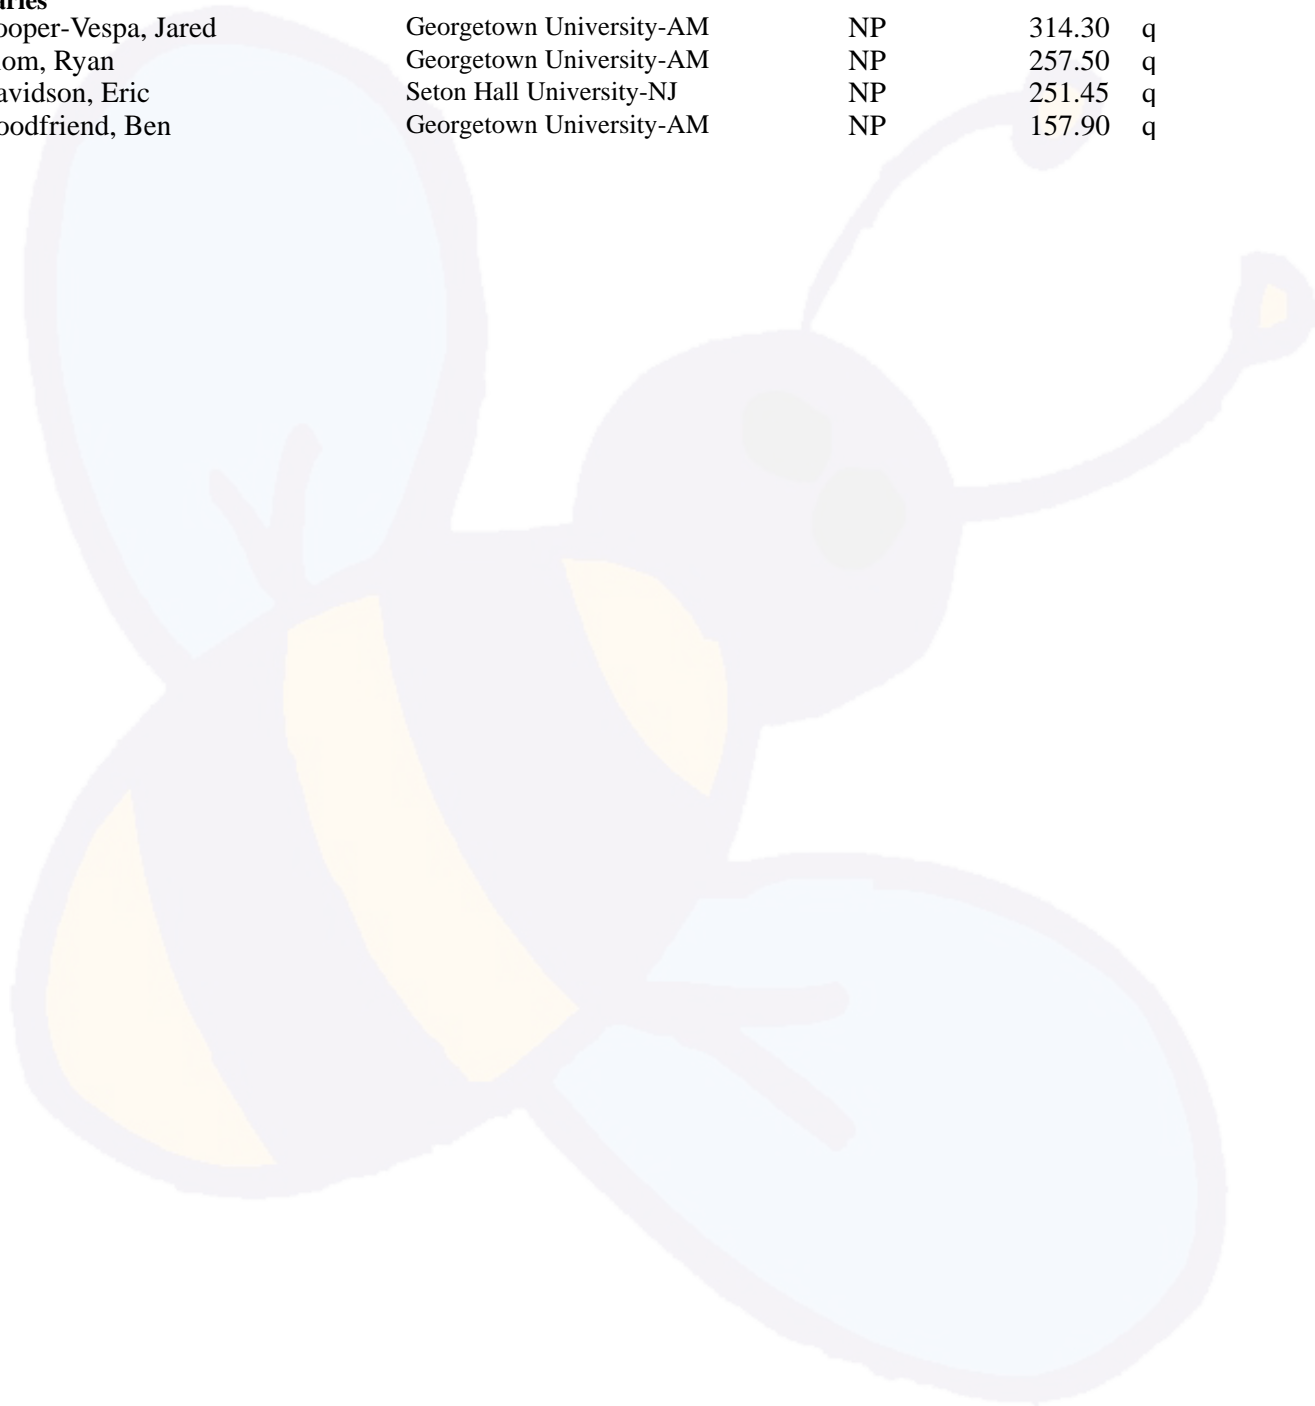 aries
ooper-Vespa, Jared Georgetown University-AM NP 314.30 q
om, Ryan Georgetown University-AM NP 257.50 q
avidson, Eric Seton Hall University-NJ NP 251.45 q
oodfriend, Ben Georgetown University-AM NP 157.90 q